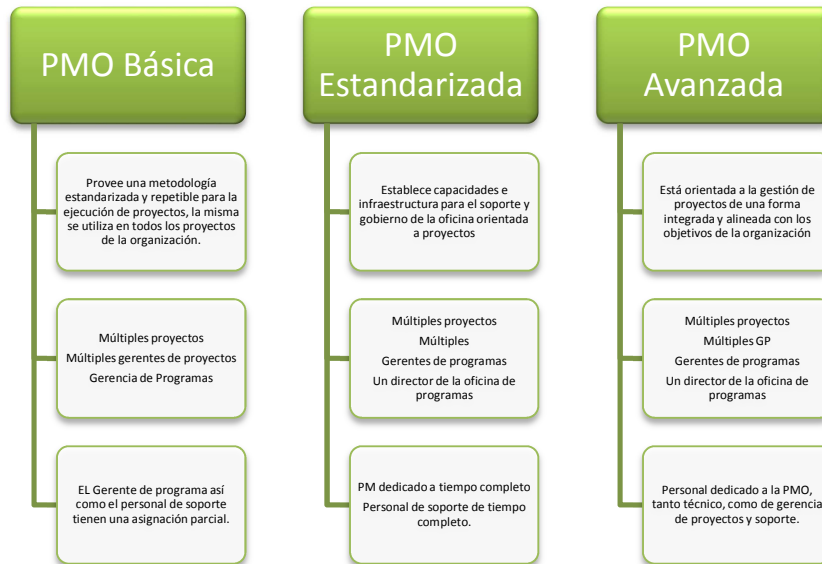 PMO Básica
Provee una metodología
estandarizada y repetible para la
ejecución de proyectos, la misma
se utiliza en todos los proyectos
de la organización.
Múltiples proyectos
Múltiples gerentes de proyectos
Gerencia de Programas
EL Gerente de programa así
como el personal de soporte
tienen una asignación parcial.
PMO
Estandarizada
Establece capacidades e
infraestructura para el soporte y
gobierno de la oficina orientada
a proyectos
Múltiples proyectos
Múltiples
Gerentes de programas
Un director de la oficina de
programas
PM dedicado a tiempo completo
Personal de soporte de tiempo
completo.
PMO
Avanzada
Está orientada a la gestión de
proyectos de una forma
integrada y alineada con los
objetivos de la organización
Múltiples proyectos
Múltiples GP
Gerentes de programas
Un director de la oficina de
programas
Personal dedicado a la PMO,
tanto técnico, como de gerencia
de proyectos y soporte.